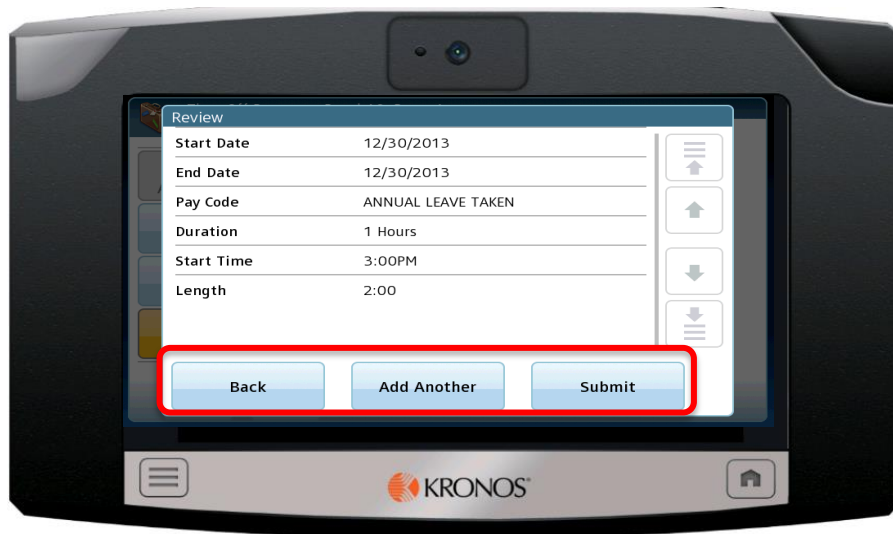 Review
Start Date 12/30/2013
End Date 12/30/2013
Pay Code ANNUAL LEAVE TAKEN
Duration 1 Hours
Start Time 3:00PM
Length 2:00
Back Add Another Submit
KRONOS